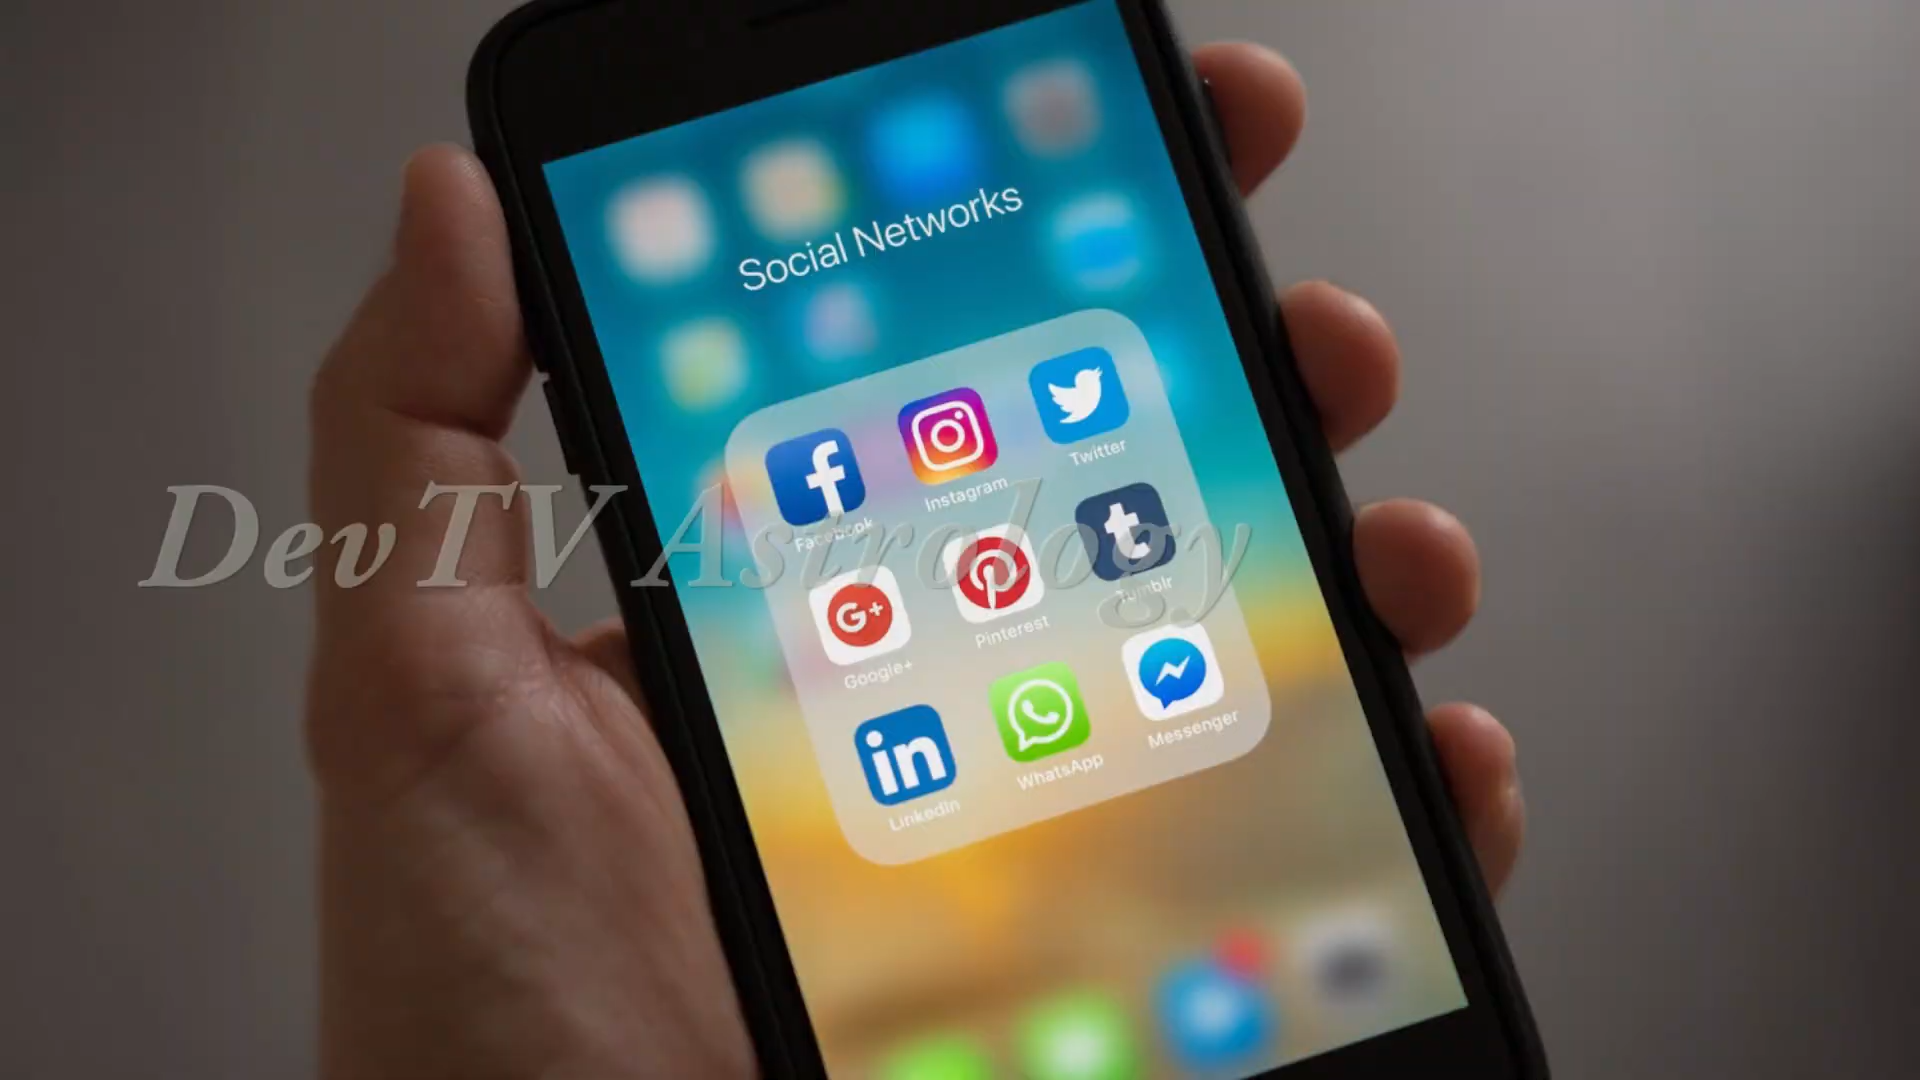 Social Networks
Facebook
Instagram
Twitter
Google+
Pinterest
Tumblr
LinkedIn
WhatsApp
Messenger
DevTV Astrology